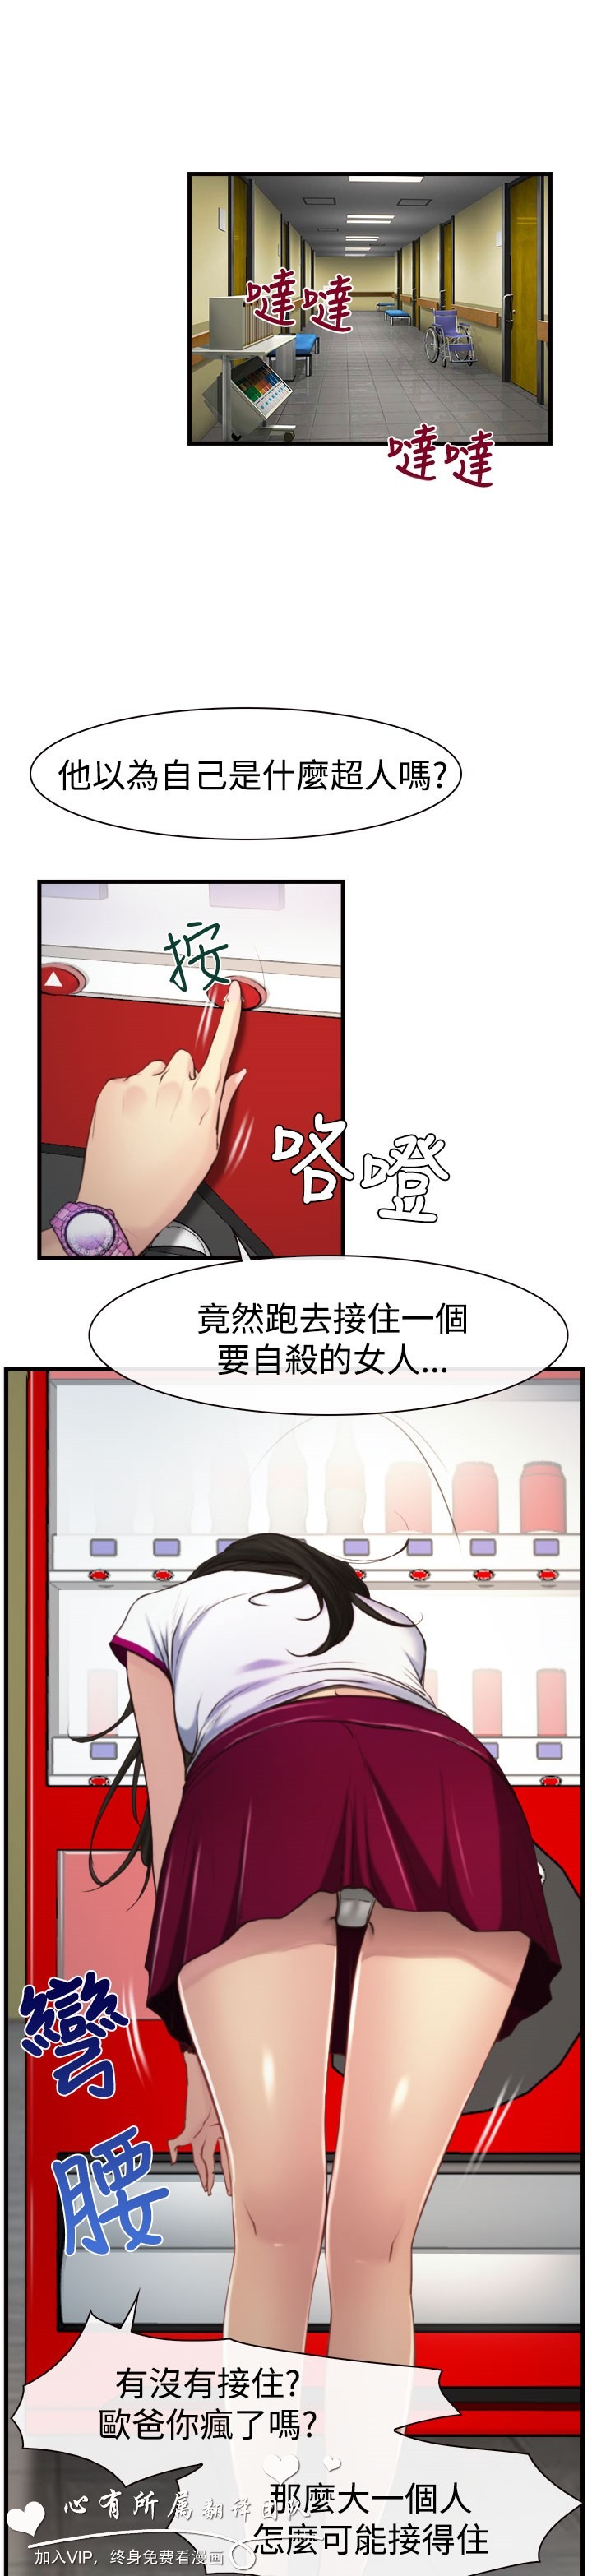 噠噠
噠噠
他以為自己是什麼超人嗎?
按
咯噔
竟然跑去接住一個
要自殺的女人...
彎
腰
有沒有接住?
歐爸你瘋了嗎?
那麼大一個人
怎麼可能接得住
心有所属翻译团队
加入VIP，终身免费看漫画